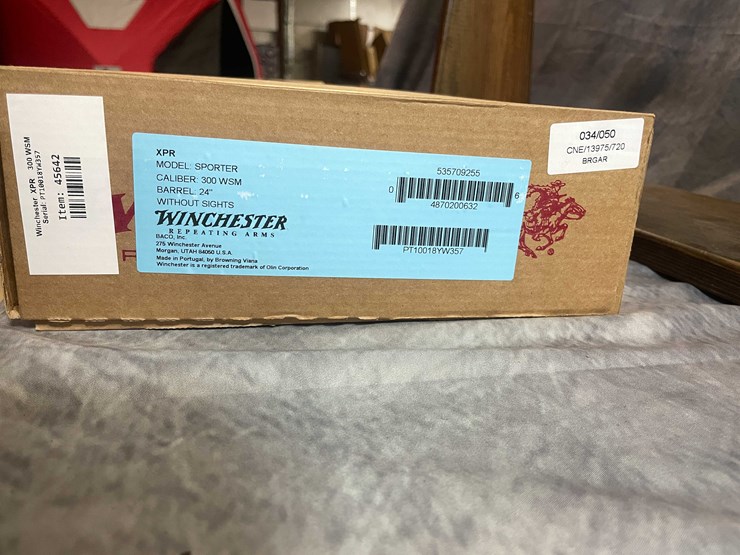 Winchester XPR 300 WSM
Serial: PT10018YW357
Item: 45642
XPR
MODEL: SPORTER
CALIBER: 300 WSM
BARREL: 24"
WITHOUT SIGHTS
WINCHESTER
REPEATING ARMS
BACO, Inc.
275 Winchester Avenue
Morgan, UTAH 84050 U.S.A.
Made in Portugal, by Browning Viana
Winchester is a registered trademark of Olin Corporation
535709255
0 4870200632 6
PT10018YW357
034/050
CNE/13975/720
BRGAR